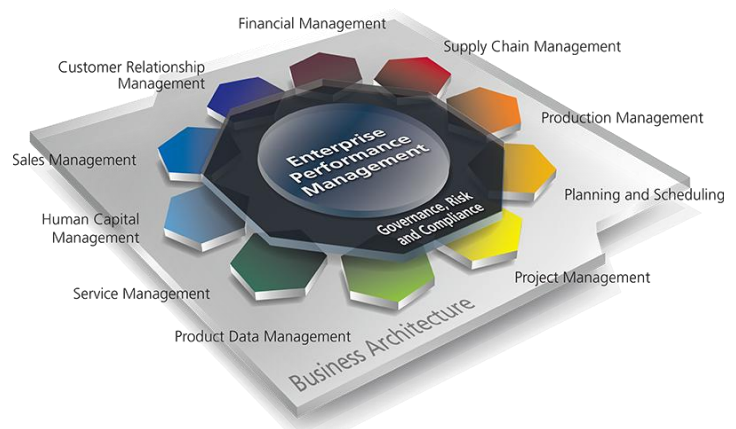 Financial Management
Supply Chain Management
Customer Relationship
Management
Production Management
Enterprise
Performance
Management
Sales Management
Planning and Scheduling
Governance, Risk
and Compliance
Human Capital
Management
Project Management
Service Management
Product Data Management
Business Architecture